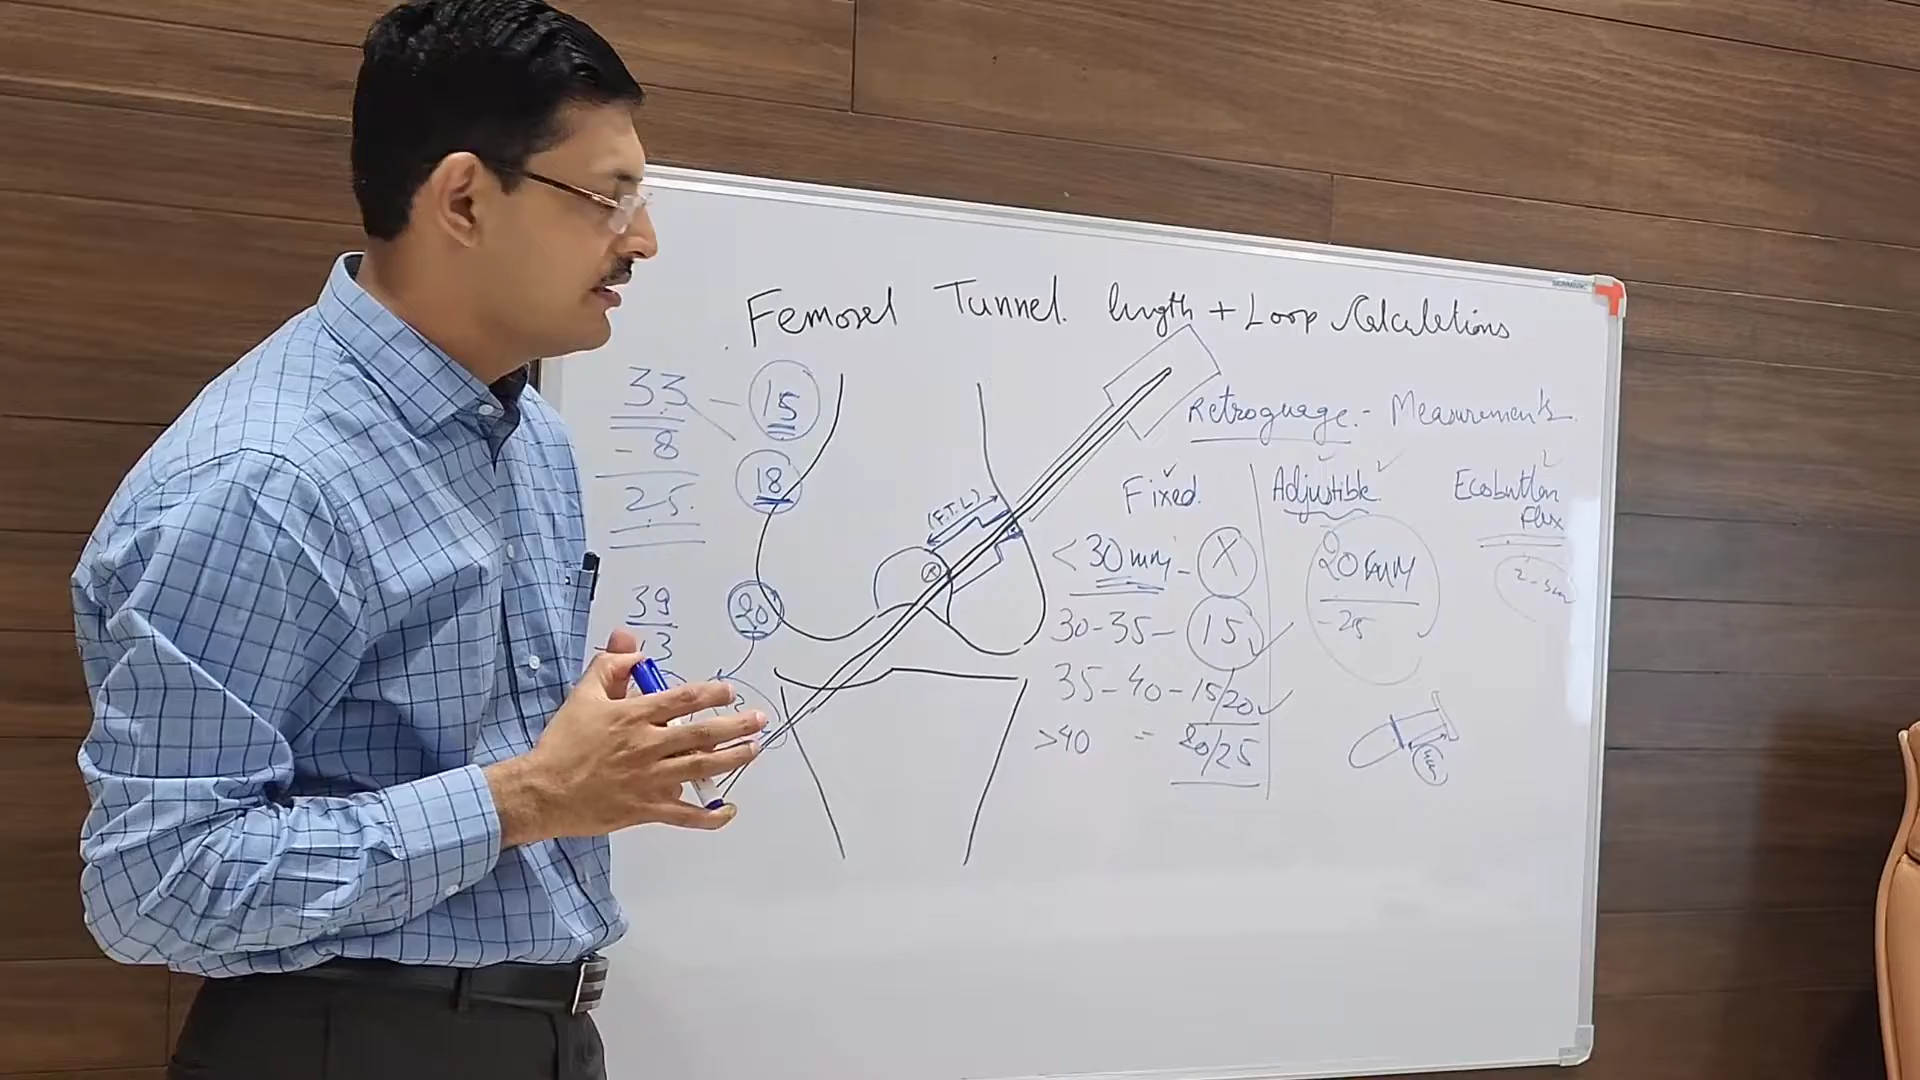 Femoral Tunnel length + Loop Calculations
33 - 15
- 8
18
25
39
20
13
(F.T.L)
X
Retroguage - Measurements
Fixed
Adjustible
Ecobutton
Flex
< 30 mm - X
30-35 - 15
35-40 - 15/20
>40 = 20/25
20 mm
- 25